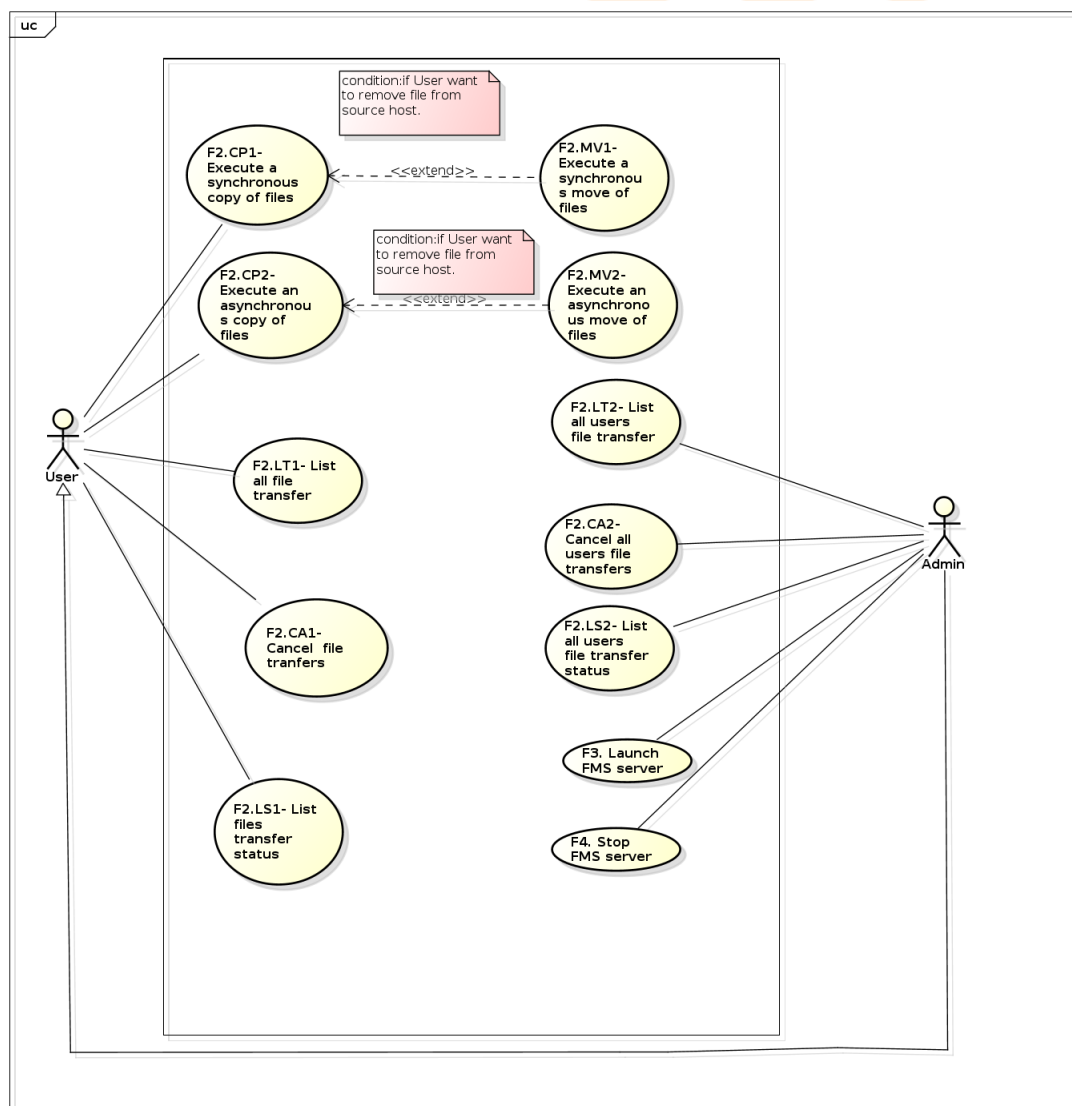 uc
condition:if User want
to remove file from
source host.
F2.CP1-
Execute a
synchronous
copy of files
<<extend>>
F2.MV1-
Execute a
synchronou
s move of
files
condition:if User want
to remove file from
source host.
F2.CP2-
Execute an
asynchronou
s copy of
files
<<extend>>
F2.MV2-
Execute an
asynchrono
us move of
files
F2.LT2- List
all users
file transfer
User
F2.LT1- List
all file
transfer
F2.CA2-
Cancel all
users file
transfers
Admin
F2.CA1-
Cancel  file
tranfers
F2.LS2- List
all users
file transfer
status
F3. Launch
FMS server
F2.LS1- List
files
transfer
status
F4. Stop
FMS server